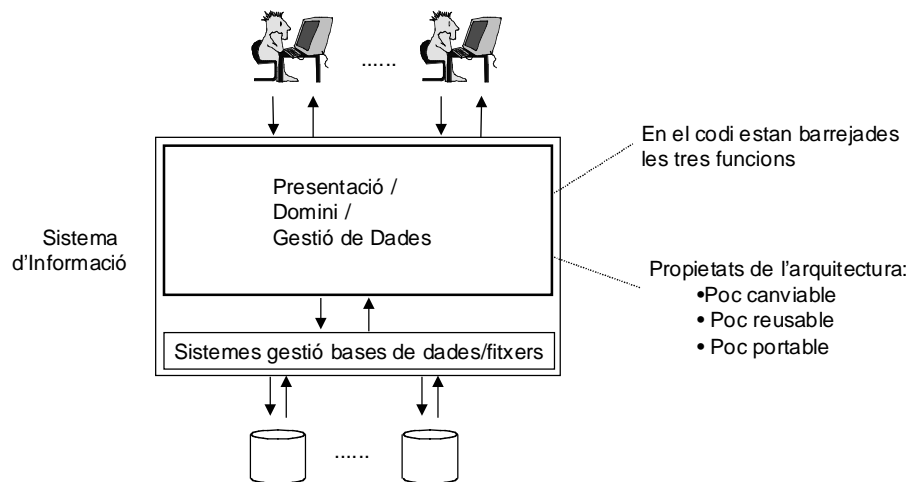 ......
En el codi estan barrejades
les tres funcions
Presentació /
Domini /
Gestió de Dades
Sistema
d'Informació
Propietats de l'arquitectura:
•Poc canviable
• Poc reusable
• Poc portable
Sistemes gestió bases de dades/fitxers
......